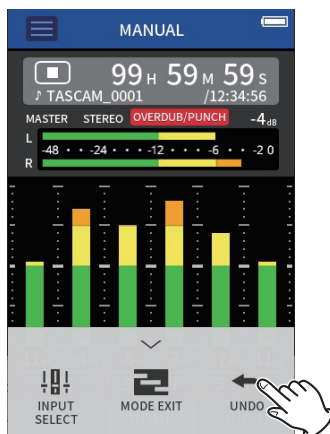 MANUAL
99 H 59 M 59 S
♪ TASCAM_0001 /12:34:56
MASTER STEREO OVERDUB/PUNCH -4dB
L
-48 • • • -24 • • • • -12 • • • • -6 • • -2 0
R
INPUT SELECT
MODE EXIT
UNDO